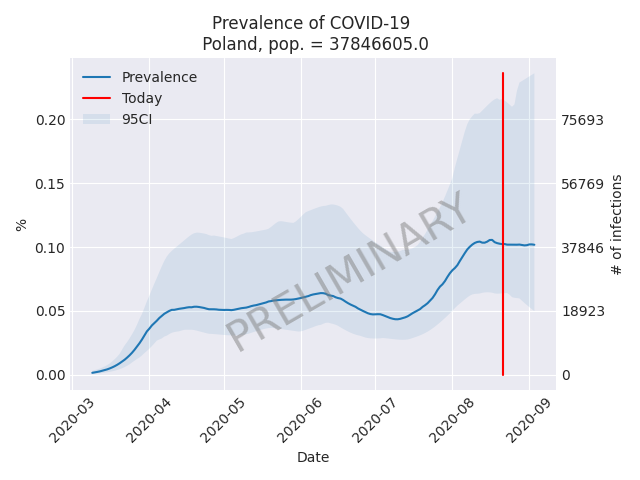 Prevalence of COVID-19
Poland, pop. = 37846605.0
Prevalence
Today
95CI
PRELIMINARY
%
0.20
0.15
0.10
0.05
0.00
75693
56769
37846
18923
0
# of infections
2020-03
2020-04
2020-05
2020-06
2020-07
2020-08
2020-09
Date